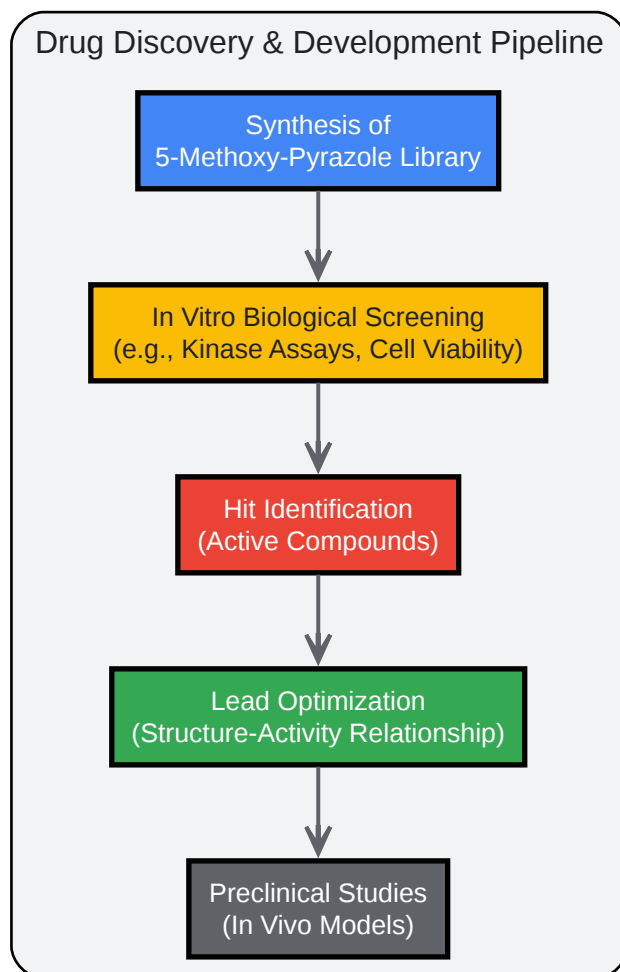 Drug Discovery & Development Pipeline
Synthesis of
5-Methoxy-Pyrazole Library
In Vitro Biological Screening
(e.g., Kinase Assays, Cell Viability)
Hit Identification
(Active Compounds)
Lead Optimization
(Structure-Activity Relationship)
Preclinical Studies
(In Vivo Models)